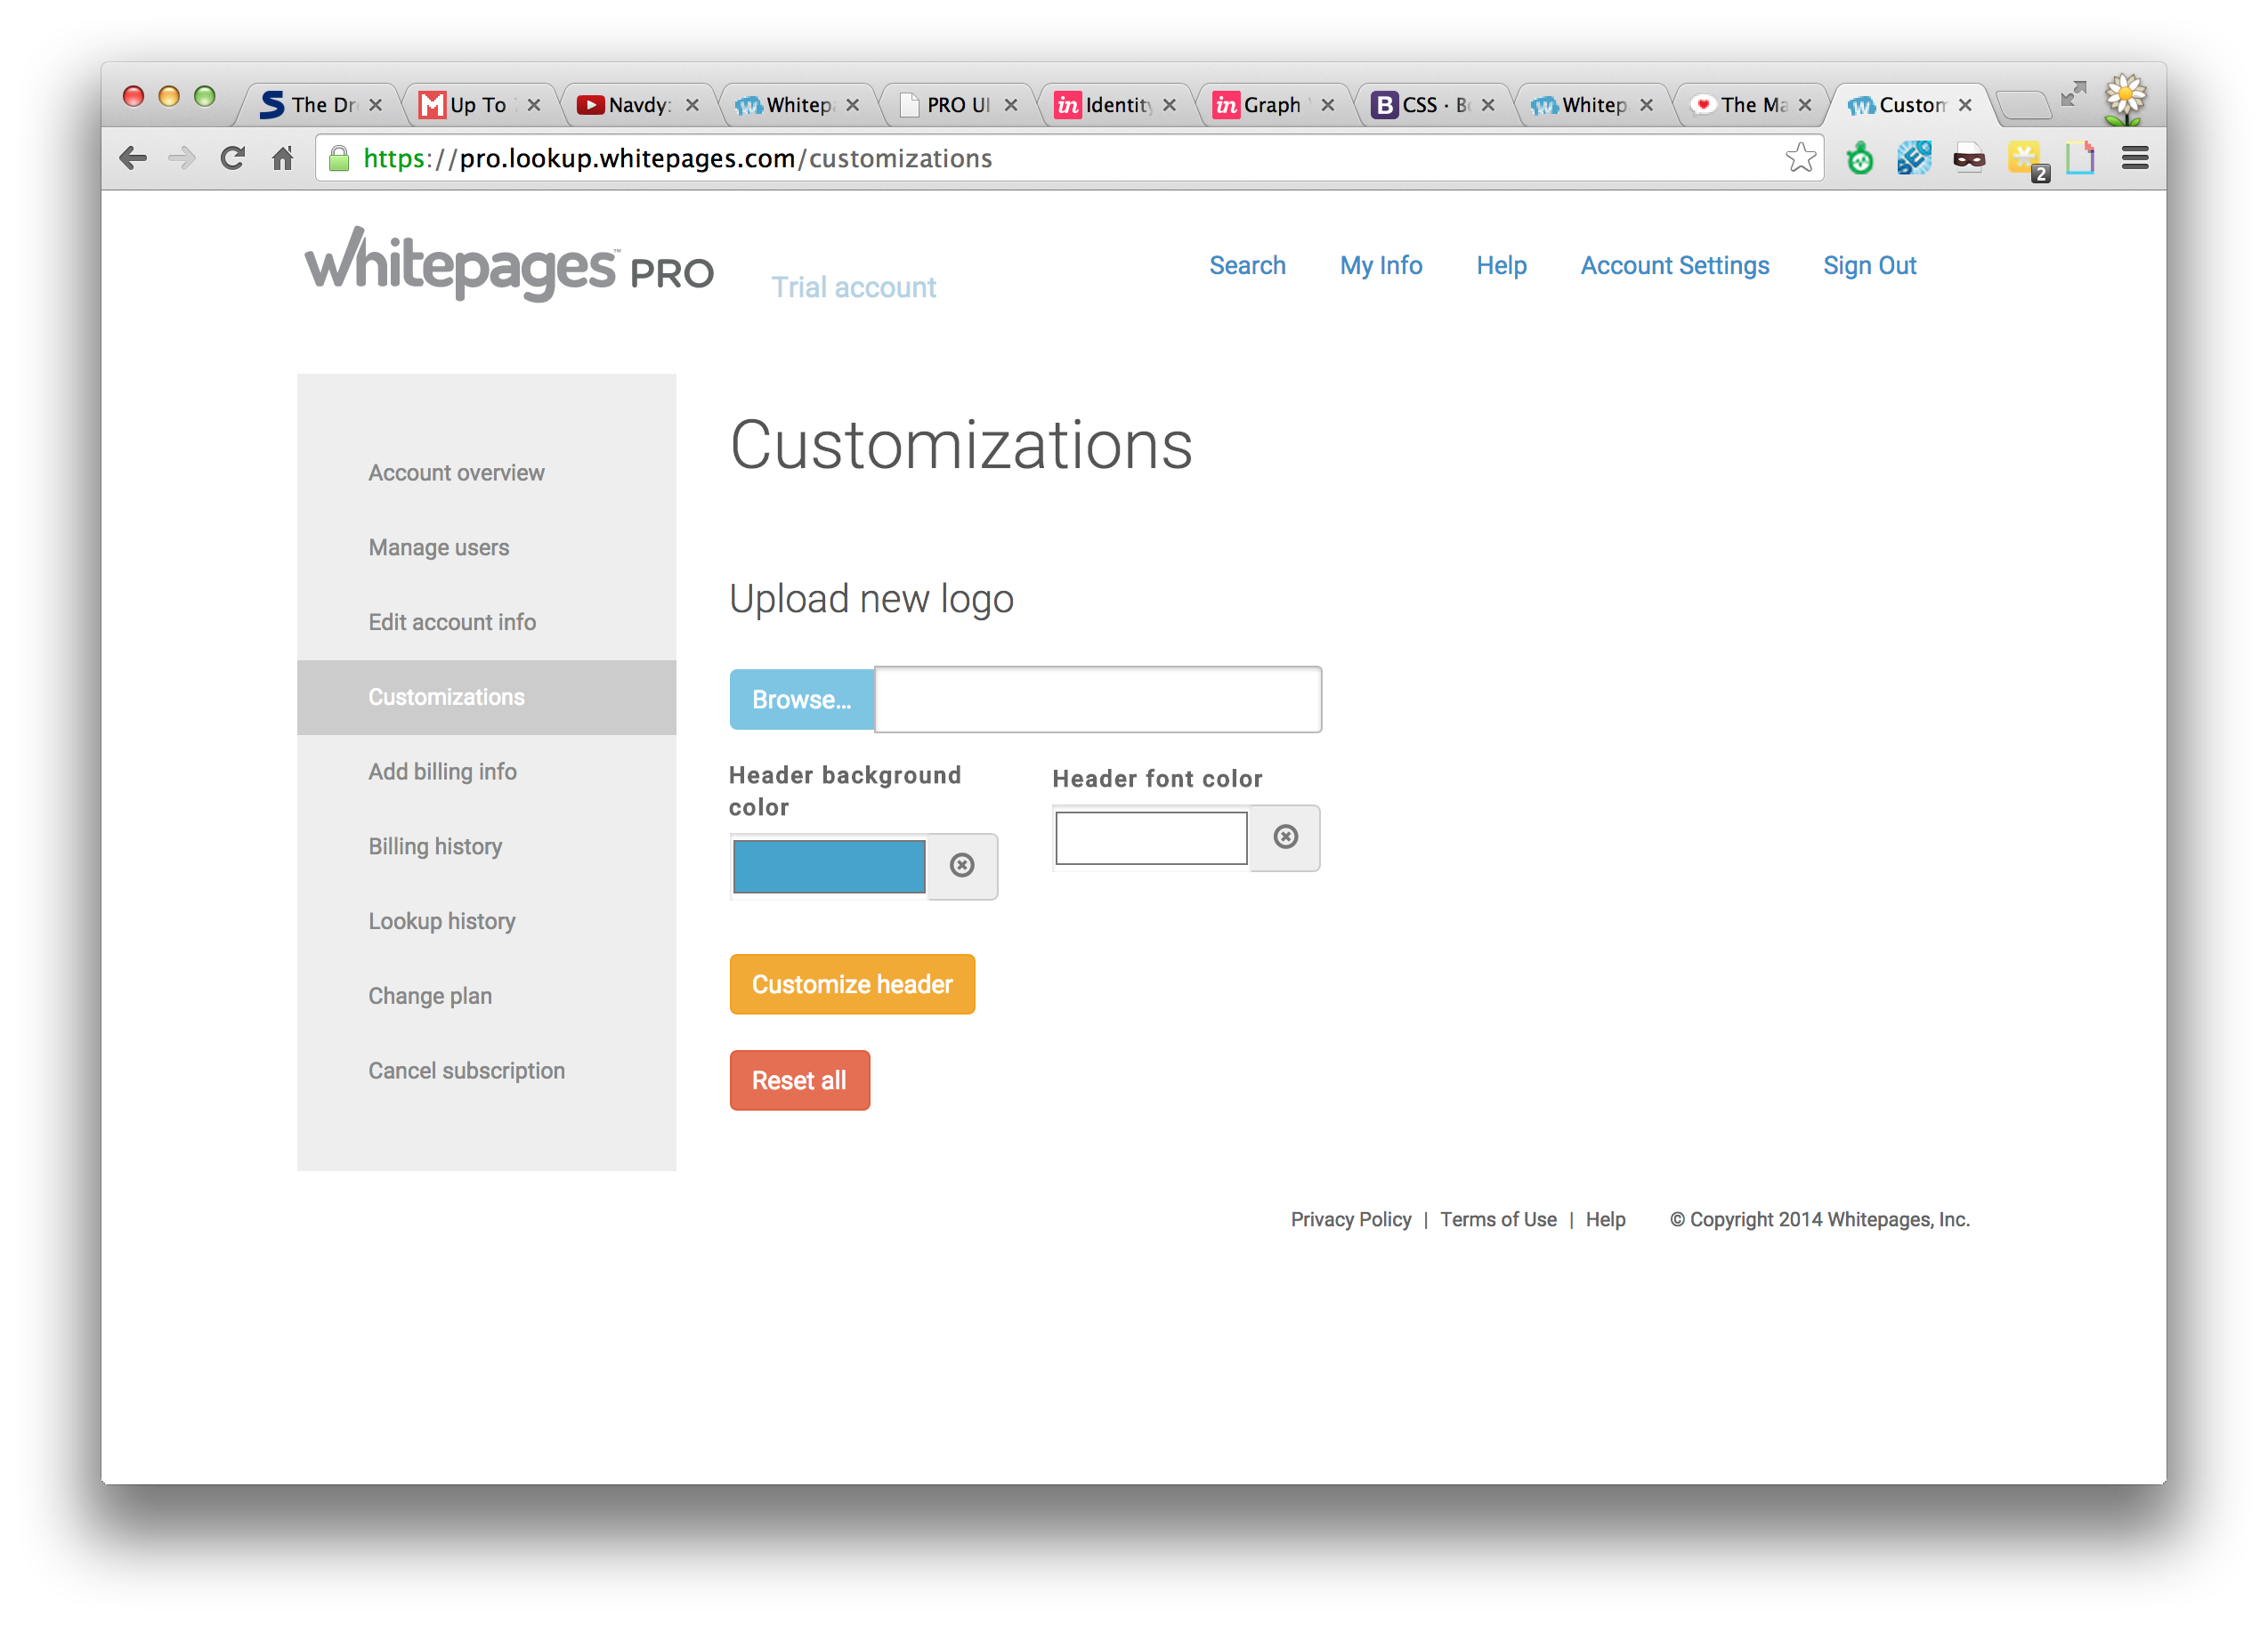 The Dr
Up To
Navdy:
Whitep
PRO UI
Identity
Graph
CSS · Bo
Whitep
The Ma
Custom
https://pro.lookup.whitepages.com/customizations
2
whitepages™ PRO
Trial account
Search
My Info
Help
Account Settings
Sign Out
Account overview
Manage users
Edit account info
Customizations
Add billing info
Billing history
Lookup history
Change plan
Cancel subscription
Customizations
Upload new logo
Browse...
Header background
color
Header font color
Customize header
Reset all
Privacy Policy | Terms of Use | Help © Copyright 2014 Whitepages, Inc.